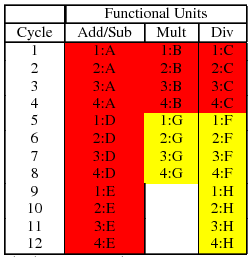 Functional Units
Cycle Add/Sub Mult Div
1 1:A 1:B 1:C
2 2:A 2:B 2:C
3 3:A 3:B 3:C
4 4:A 4:B 4:C
5 1:D 1:G 1:F
6 2:D 2:G 2:F
7 3:D 3:G 3:F
8 4:D 4:G 4:F
9 1:E 1:H
10 2:E 2:H
11 3:E 3:H
12 4:E 4:H